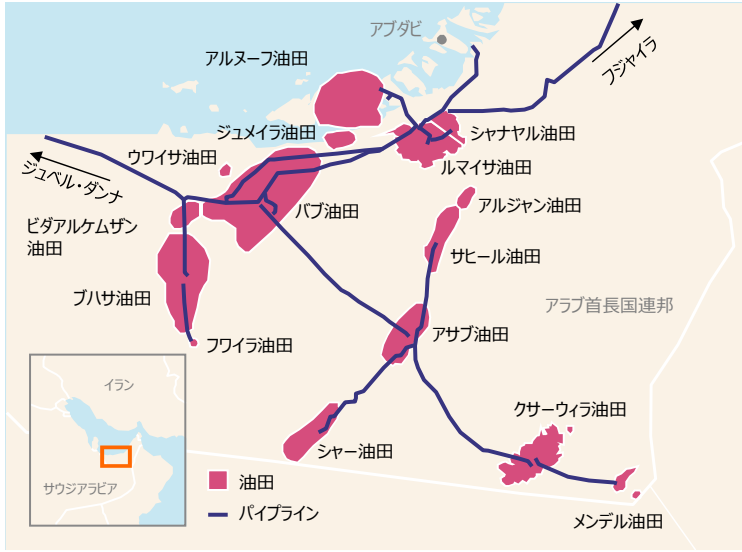 アブダビ
アルヌーフ油田
フジャイラ
ジュメイラ油田
シャナヤル油田
ウワイサ油田
ルマイサ油田
ジュベル・ダンナ
アルジャン油田
バブ油田
ビダアルケムザン
油田
サヒール油田
ブハサ油田
アラブ首長国連邦
アサブ油田
フワイラ油田
イラン
クサーウィラ油田
シャー油田
サウジアラビア
油田
パイプライン
メンデル油田